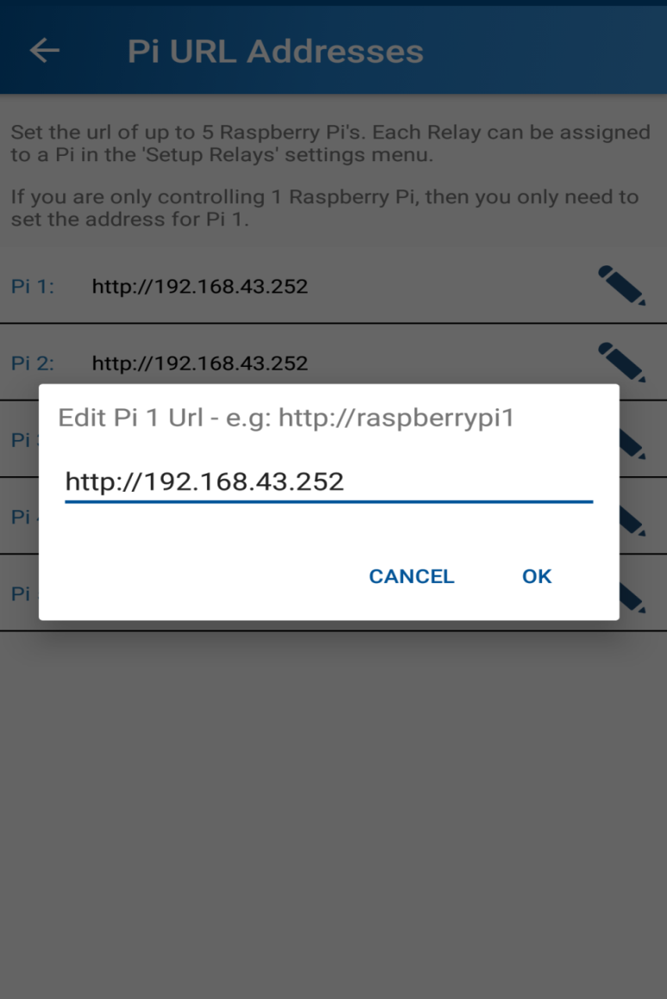 Pi URL Addresses
Set the url of up to 5 Raspberry Pi's. Each Relay can be assigned
to a Pi in the 'Setup Relays' settings menu.
If you are only controlling 1 Raspberry Pi, then you only need to
set the address for Pi 1.
Pi 1: http://192.168.43.252
Pi 2: http://192.168.43.252
Edit Pi 1 Url - e.g: http://raspberrypi1
Pi
http://192.168.43.252
Pi
CANCEL OK
Pi